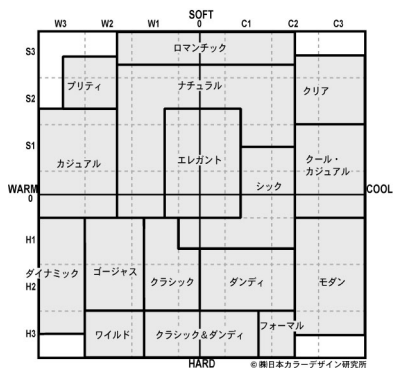 SOFT
W3 W2 W1 0 C1 C2 C3
S3
ロマンチック
プリティ
ナチュラル
クリア
S2
S1
カジュアル
エレガント
クール・
カジュアル
シック
WARM
0
COOL
H1
ダイナミック
ゴージャス
クラシック
ダンディ
モダン
H2
フォーマル
H3
ワイルド
クラシック&ダンディ
HARD
© ㈱日本カラーデザイン研究所